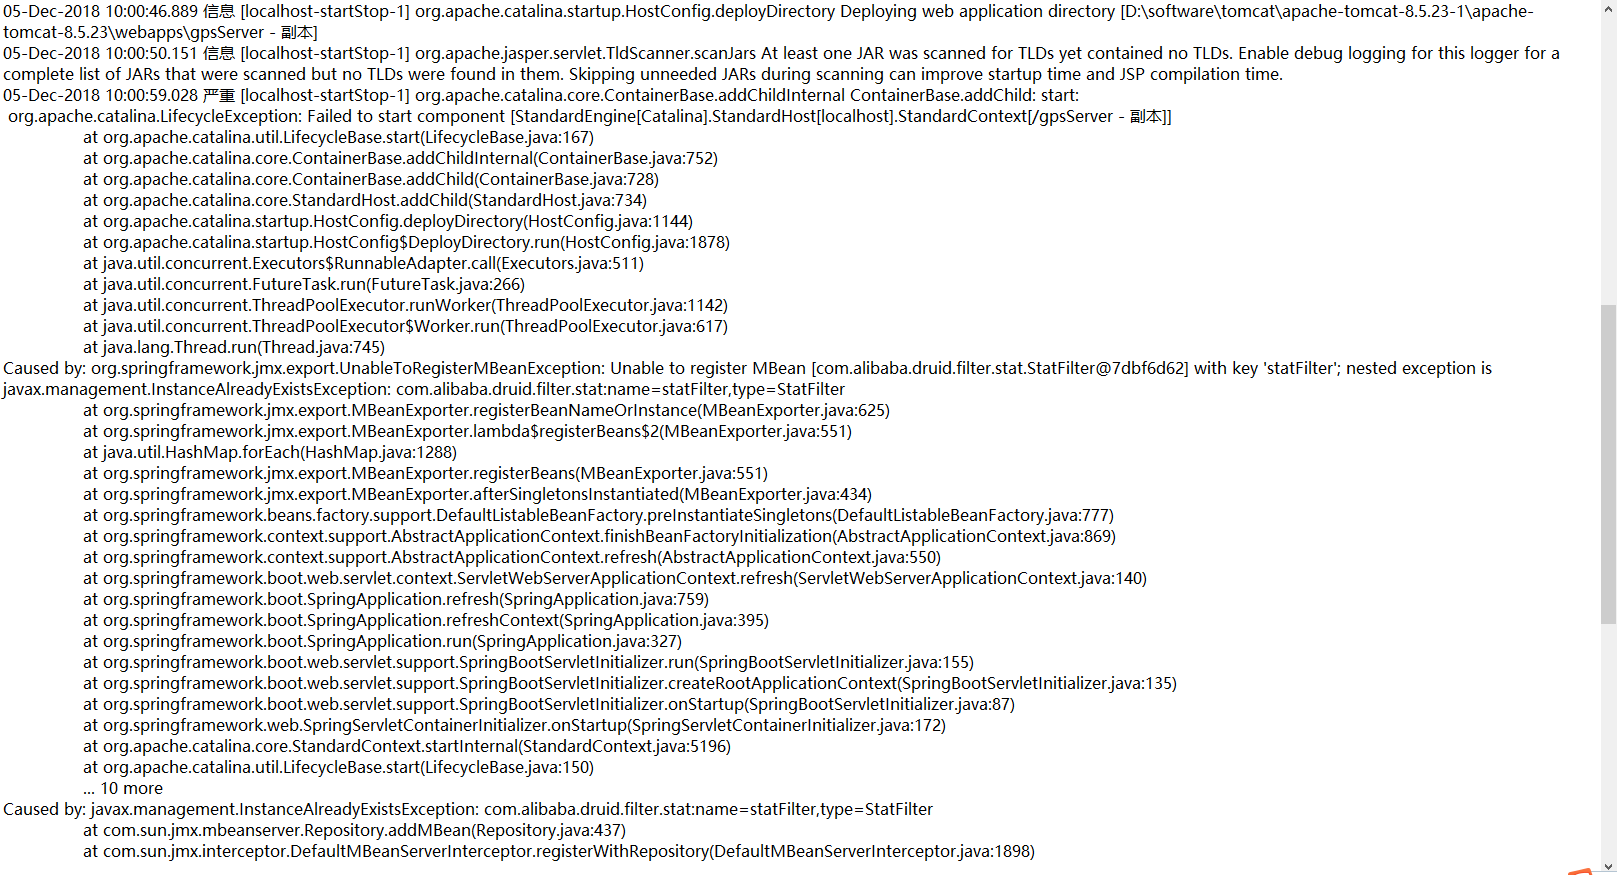 05-Dec-2018 10:00:46.889 信息 [localhost-startStop-1] org.apache.catalina.startup.HostConfig.deployDirectory Deploying web application directory [D:\software\tomcat\apache-tomcat-8.5.23-1\apache-
tomcat-8.5.23\webapps\gpsServer - 副本]
05-Dec-2018 10:00:50.151 信息 [localhost-startStop-1] org.apache.jasper.servlet.TldScanner.scanJars At least one JAR was scanned for TLDs yet contained no TLDs. Enable debug logging for this logger for a
complete list of JARs that were scanned but no TLDs were found in them. Skipping unneeded JARs during scanning can improve startup time and JSP compilation time.
05-Dec-2018 10:00:59.028 严重 [localhost-startStop-1] org.apache.catalina.core.ContainerBase.addChildInternal ContainerBase.addChild: start:
org.apache.catalina.LifecycleException: Failed to start component [StandardEngine[Catalina].StandardHost[localhost].StandardContext[/gpsServer - 副本]]
at org.apache.catalina.util.LifecycleBase.start(LifecycleBase.java:167)
at org.apache.catalina.core.ContainerBase.addChildInternal(ContainerBase.java:752)
at org.apache.catalina.core.ContainerBase.addChild(ContainerBase.java:728)
at org.apache.catalina.core.StandardHost.addChild(StandardHost.java:734)
at org.apache.catalina.startup.HostConfig.deployDirectory(HostConfig.java:1144)
at org.apache.catalina.startup.HostConfig$DeployDirectory.run(HostConfig.java:1878)
at java.util.concurrent.Executors$RunnableAdapter.call(Executors.java:511)
at java.util.concurrent.FutureTask.run(FutureTask.java:266)
at java.util.concurrent.ThreadPoolExecutor.runWorker(ThreadPoolExecutor.java:1142)
at java.util.concurrent.ThreadPoolExecutor$Worker.run(ThreadPoolExecutor.java:617)
at java.lang.Thread.run(Thread.java:745)
Caused by: org.springframework.jmx.export.UnableToRegisterMBeanException: Unable to register MBean [com.alibaba.druid.filter.stat.StatFilter@7dbf6d62] with key 'statFilter'; nested exception is
javax.management.InstanceAlreadyExistsException: com.alibaba.druid.filter.stat:name=statFilter,type=StatFilter
at org.springframework.jmx.export.MBeanExporter.registerBeanNameOrInstance(MBeanExporter.java:625)
at org.springframework.jmx.export.MBeanExporter.lambda$registerBeans$2(MBeanExporter.java:551)
at java.util.HashMap.forEach(HashMap.java:1288)
at org.springframework.jmx.export.MBeanExporter.registerBeans(MBeanExporter.java:551)
at org.springframework.jmx.export.MBeanExporter.afterSingletonsInstantiated(MBeanExporter.java:434)
at org.springframework.beans.factory.support.DefaultListableBeanFactory.preInstantiateSingletons(DefaultListableBeanFactory.java:777)
at org.springframework.context.support.AbstractApplicationContext.finishBeanFactoryInitialization(AbstractApplicationContext.java:869)
at org.springframework.context.support.AbstractApplicationContext.refresh(AbstractApplicationContext.java:550)
at org.springframework.boot.web.servlet.context.ServletWebServerApplicationContext.refresh(ServletWebServerApplicationContext.java:140)
at org.springframework.boot.SpringApplication.refresh(SpringApplication.java:759)
at org.springframework.boot.SpringApplication.refreshContext(SpringApplication.java:395)
at org.springframework.boot.SpringApplication.run(SpringApplication.java:327)
at org.springframework.boot.web.servlet.support.SpringBootServletInitializer.run(SpringBootServletInitializer.java:155)
at org.springframework.boot.web.servlet.support.SpringBootServletInitializer.createRootApplicationContext(SpringBootServletInitializer.java:135)
at org.springframework.boot.web.servlet.support.SpringBootServletInitializer.onStartup(SpringBootServletInitializer.java:87)
at org.springframework.web.SpringServletContainerInitializer.onStartup(SpringServletContainerInitializer.java:172)
at org.apache.catalina.core.StandardContext.startInternal(StandardContext.java:5196)
at org.apache.catalina.util.LifecycleBase.start(LifecycleBase.java:150)
... 10 more
Caused by: javax.management.InstanceAlreadyExistsException: com.alibaba.druid.filter.stat:name=statFilter,type=StatFilter
at com.sun.jmx.mbeanserver.Repository.addMBean(Repository.java:437)
at com.sun.jmx.interceptor.DefaultMBeanServerInterceptor.registerWithRepository(DefaultMBeanServerInterceptor.java:1898)